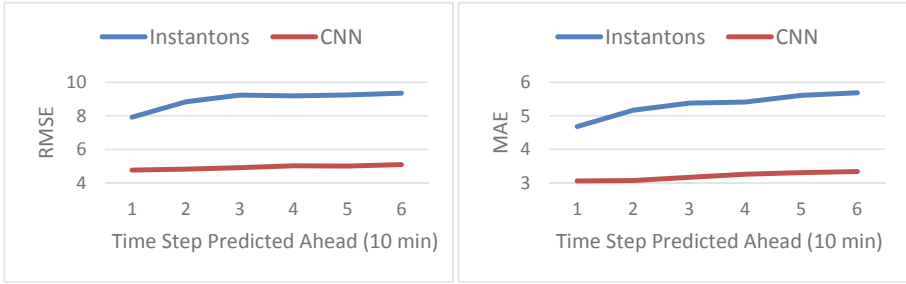 Instantons CNN
RMSE
10
8
6
4
1 2 3 4 5 6
Time Step Predicted Ahead (10 min)
Instantons CNN
MAE
6
5
4
3
1 2 3 4 5 6
Time Step Predicted Ahead (10 min)